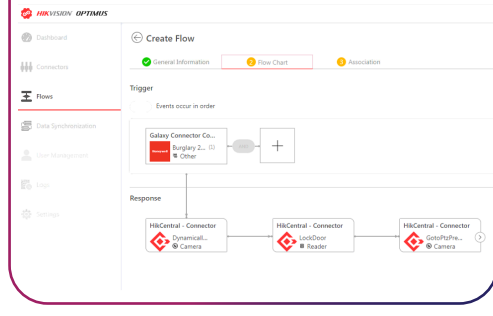 HIKVISION OPTIMUS
Dashboard
Create Flow
General Information
2 Flow Chart
3 Association
Connectors
Trigger
Flows
Events occur in order
Data Synchronization
Galaxy Connector Co...
Burglary 2...
Other
User Management
Logs
Response
Settings
HikCentral - Connector
Dynamicall...
Camera
HikCentral - Connector
LockDoor
Reader
HikCentral - Connector
GotoPtzPre...
Camera